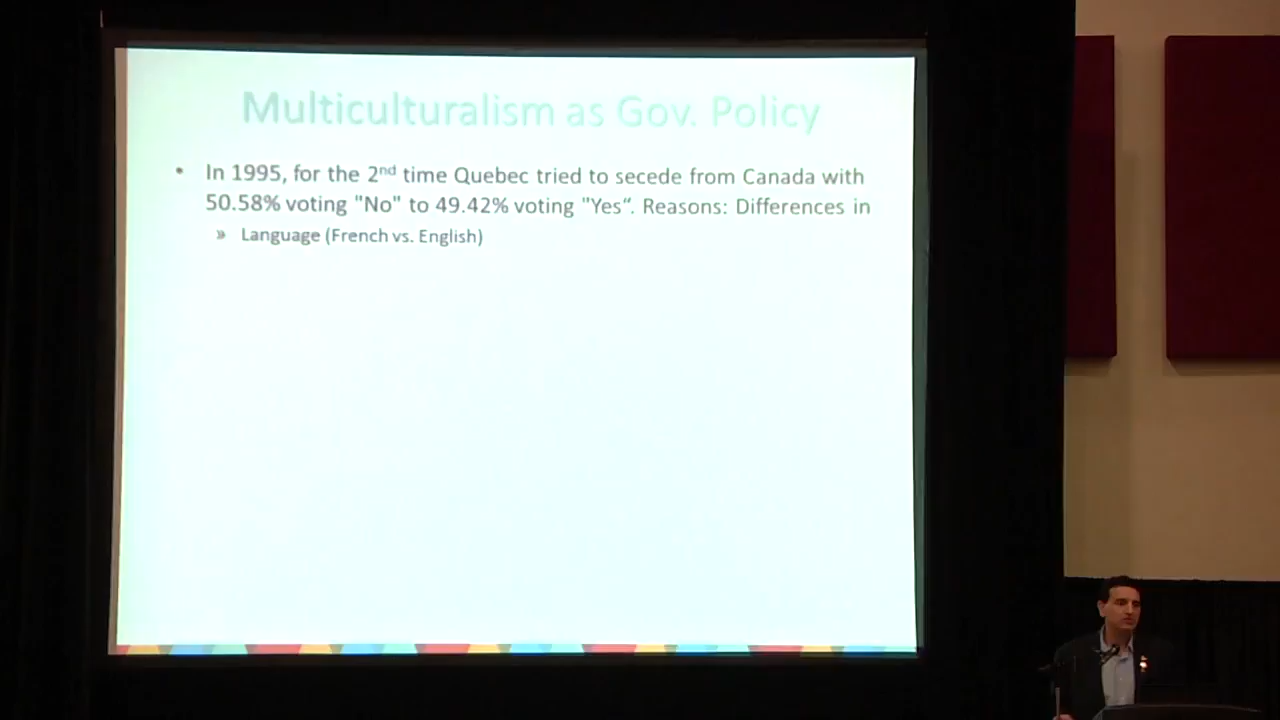 Multiculturalism as Gov. Policy
• In 1995, for the 2nd time Quebec tried to secede from Canada with
50.58% voting "No" to 49.42% voting "Yes“. Reasons: Differences in
» Language (French vs. English)